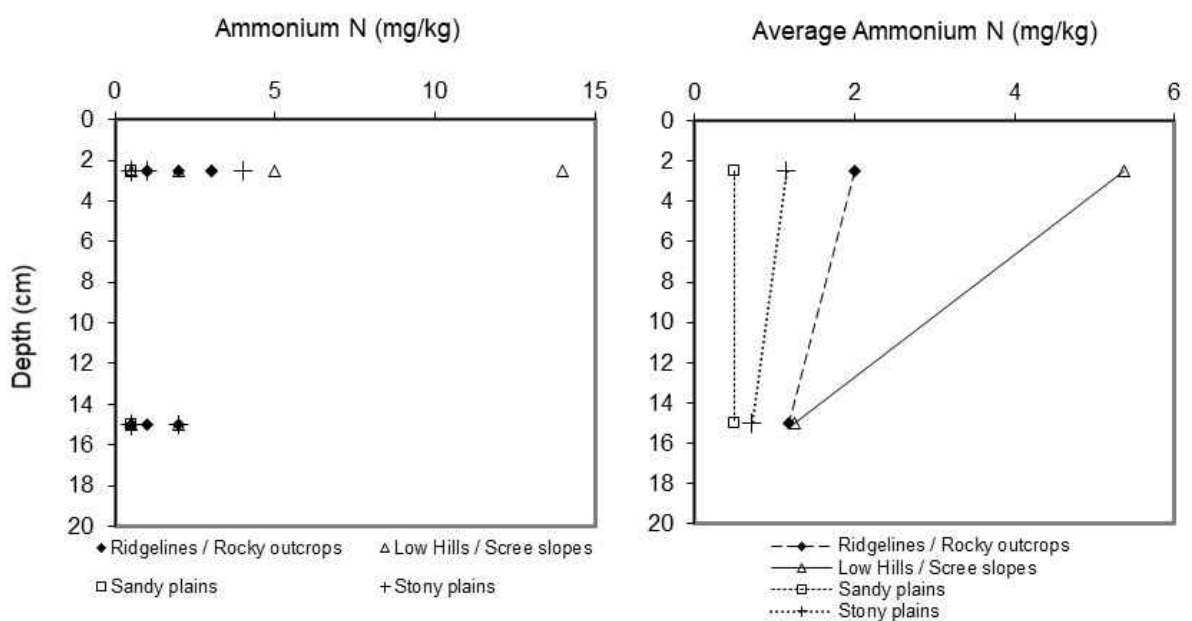 Ammonium N (mg/kg)
0 5 10 15
0
2
4
6
8
10
12
14
16
18
20
Depth (cm)
Ridgelines / Rocky outcrops
Low Hills / Scree slopes
Sandy plains
Stony plains
Average Ammonium N (mg/kg)
0 2 4 6
0
2
4
6
8
10
12
14
16
18
20
Ridgelines / Rocky outcrops
Low Hills / Scree slopes
Sandy plains
Stony plains